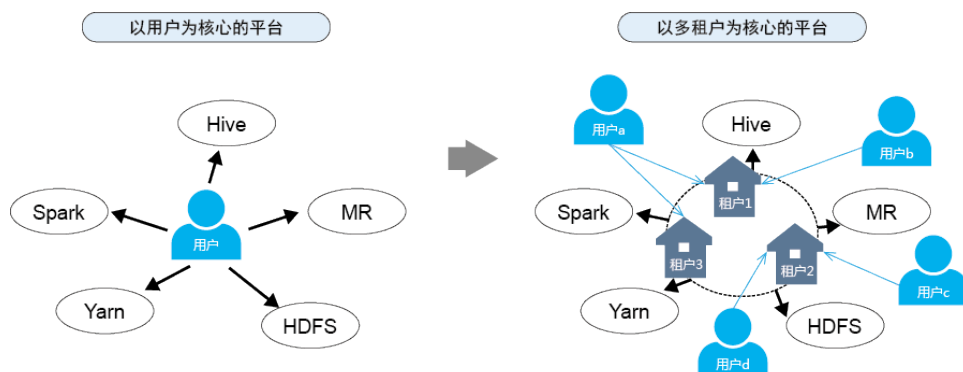 以用户为核心的平台
以多租户为核心的平台
Hive
Spark
MR
用户
Yarn
HDFS
用户a
Hive
用户b
租户1
Spark
MR
租户3
租户2
用户c
Yarn
HDFS
用户d